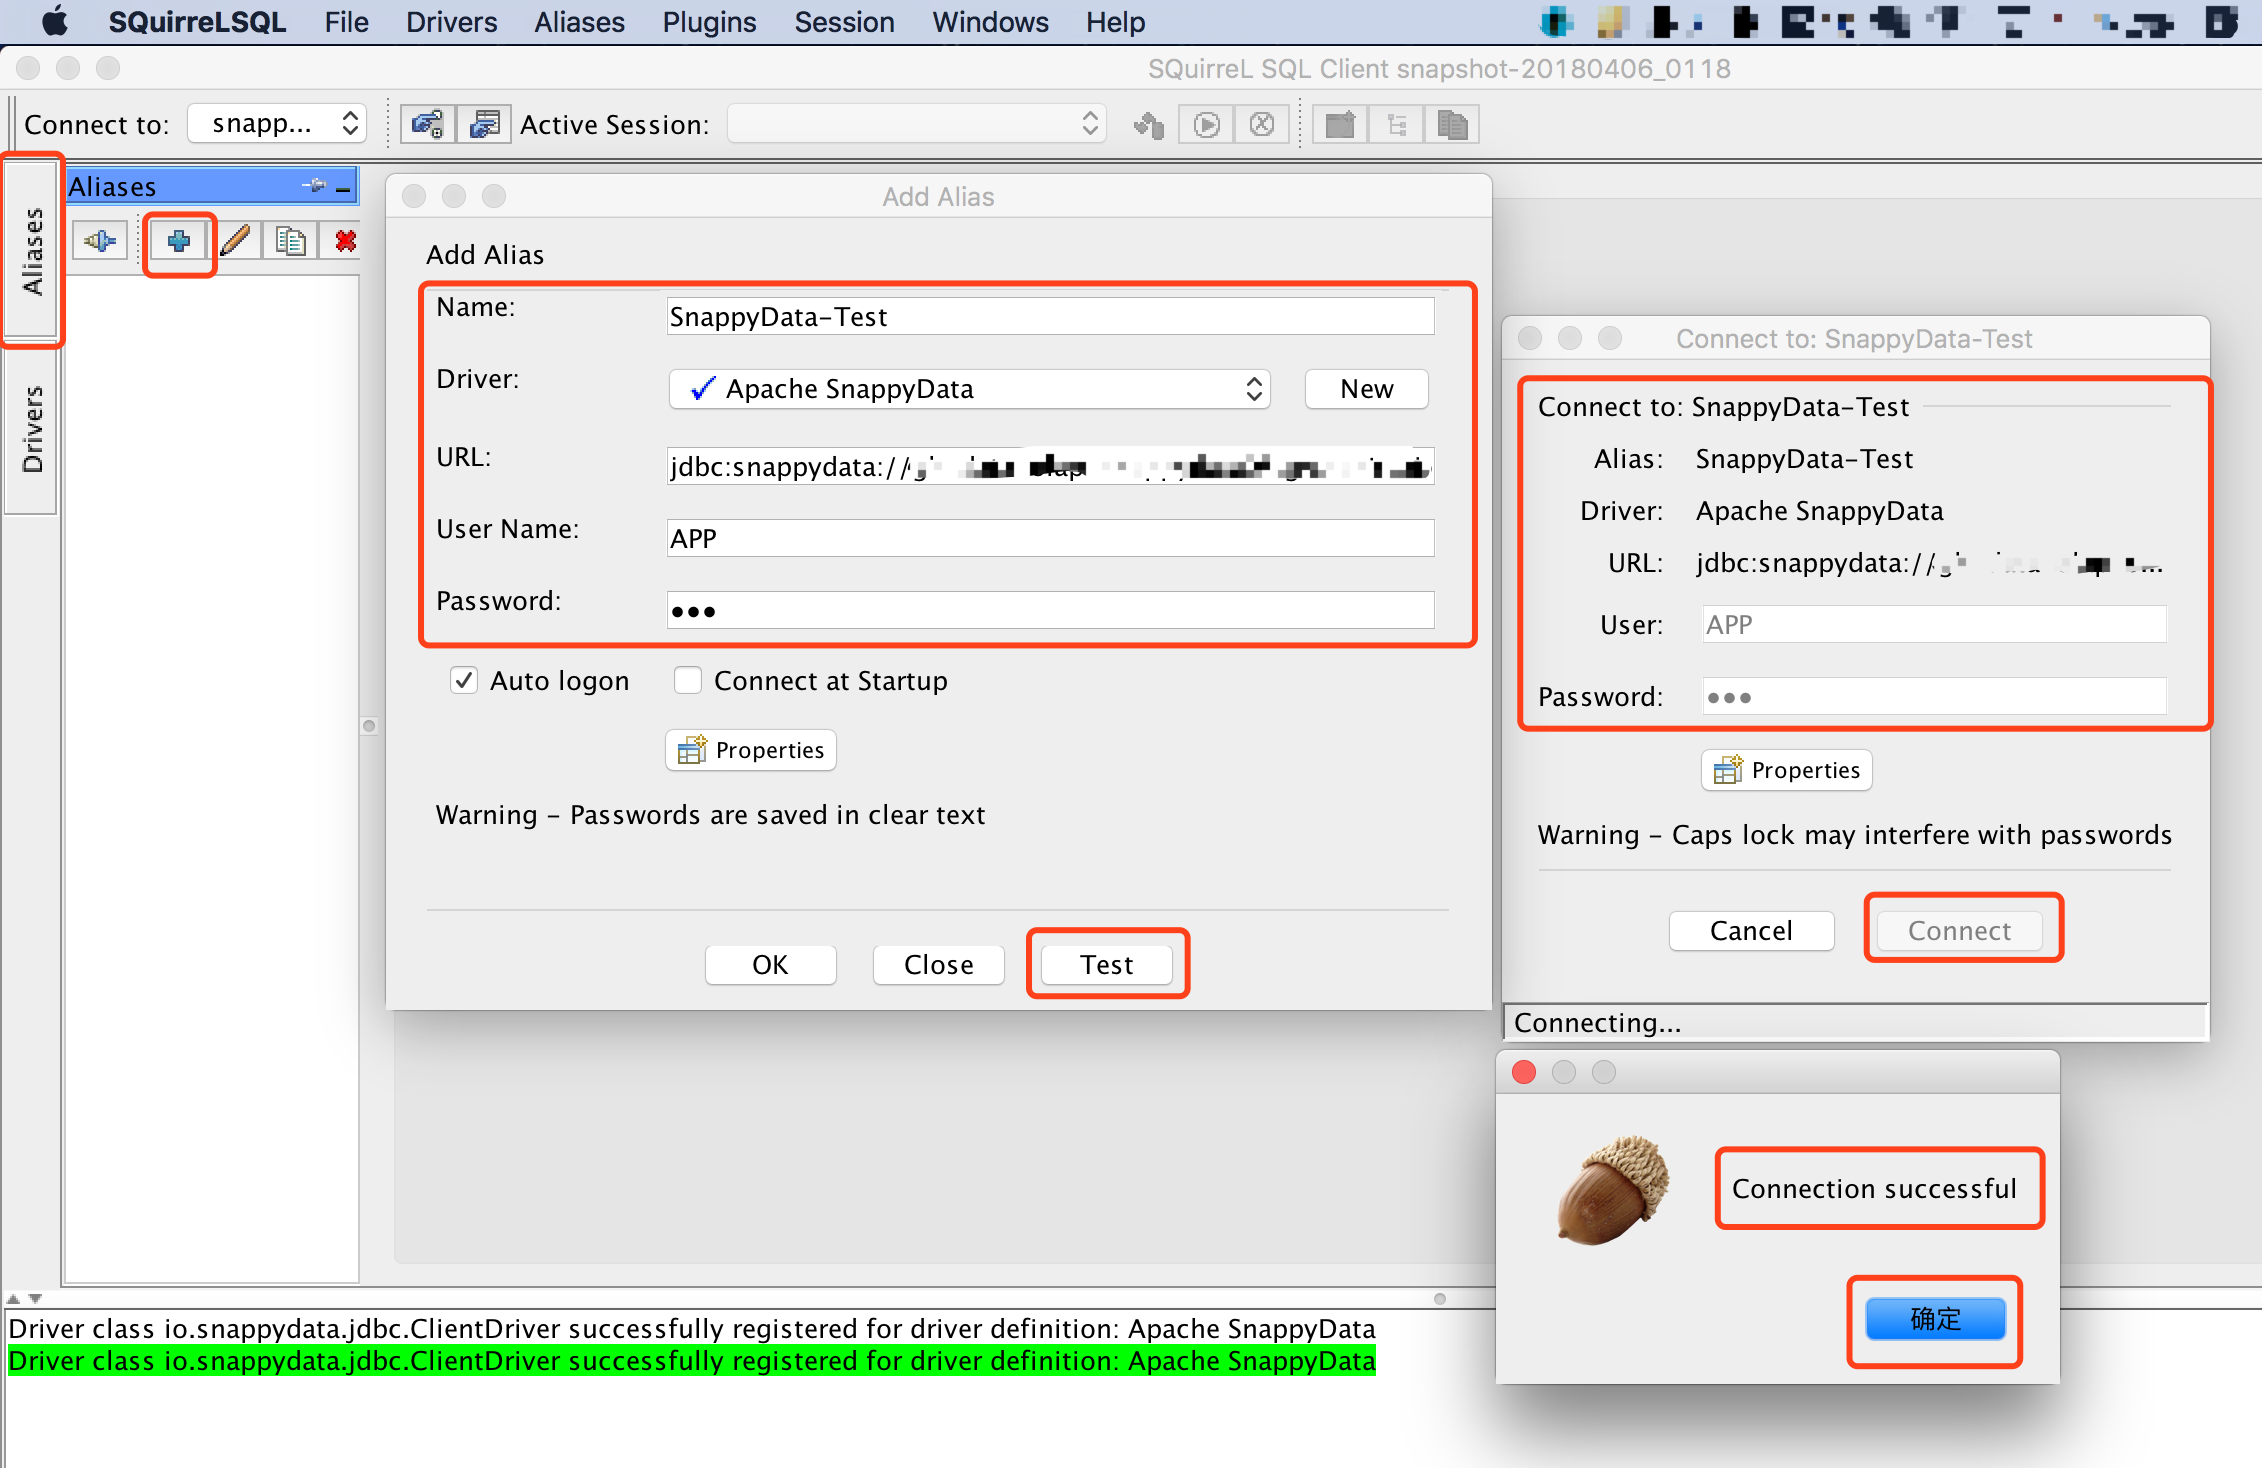 SQuirreLSQL File Drivers Aliases Plugins Session Windows Help
SQuirreL SQL Client snapshot-20180406_0118
Connect to: snapp... Active Session:
Aliases
Drivers
Aliases
Add Alias
Add Alias
Name: SnappyData-Test
Driver: Apache SnappyData New
URL: jdbc:snappydata://
User Name: APP
Password: •••
Auto logon Connect at Startup
Properties
Warning - Passwords are saved in clear text
OK Close Test
Connect to: SnappyData-Test
Connect to: SnappyData-Test
Alias: SnappyData-Test
Driver: Apache SnappyData
URL: jdbc:snappydata://
User: APP
Password: •••
Properties
Warning - Caps lock may interfere with passwords
Cancel Connect
Connecting...
Connection successful
确定
Driver class io.snappydata.jdbc.ClientDriver successfully registered for driver definition: Apache SnappyData
Driver class io.snappydata.jdbc.ClientDriver successfully registered for driver definition: Apache SnappyData